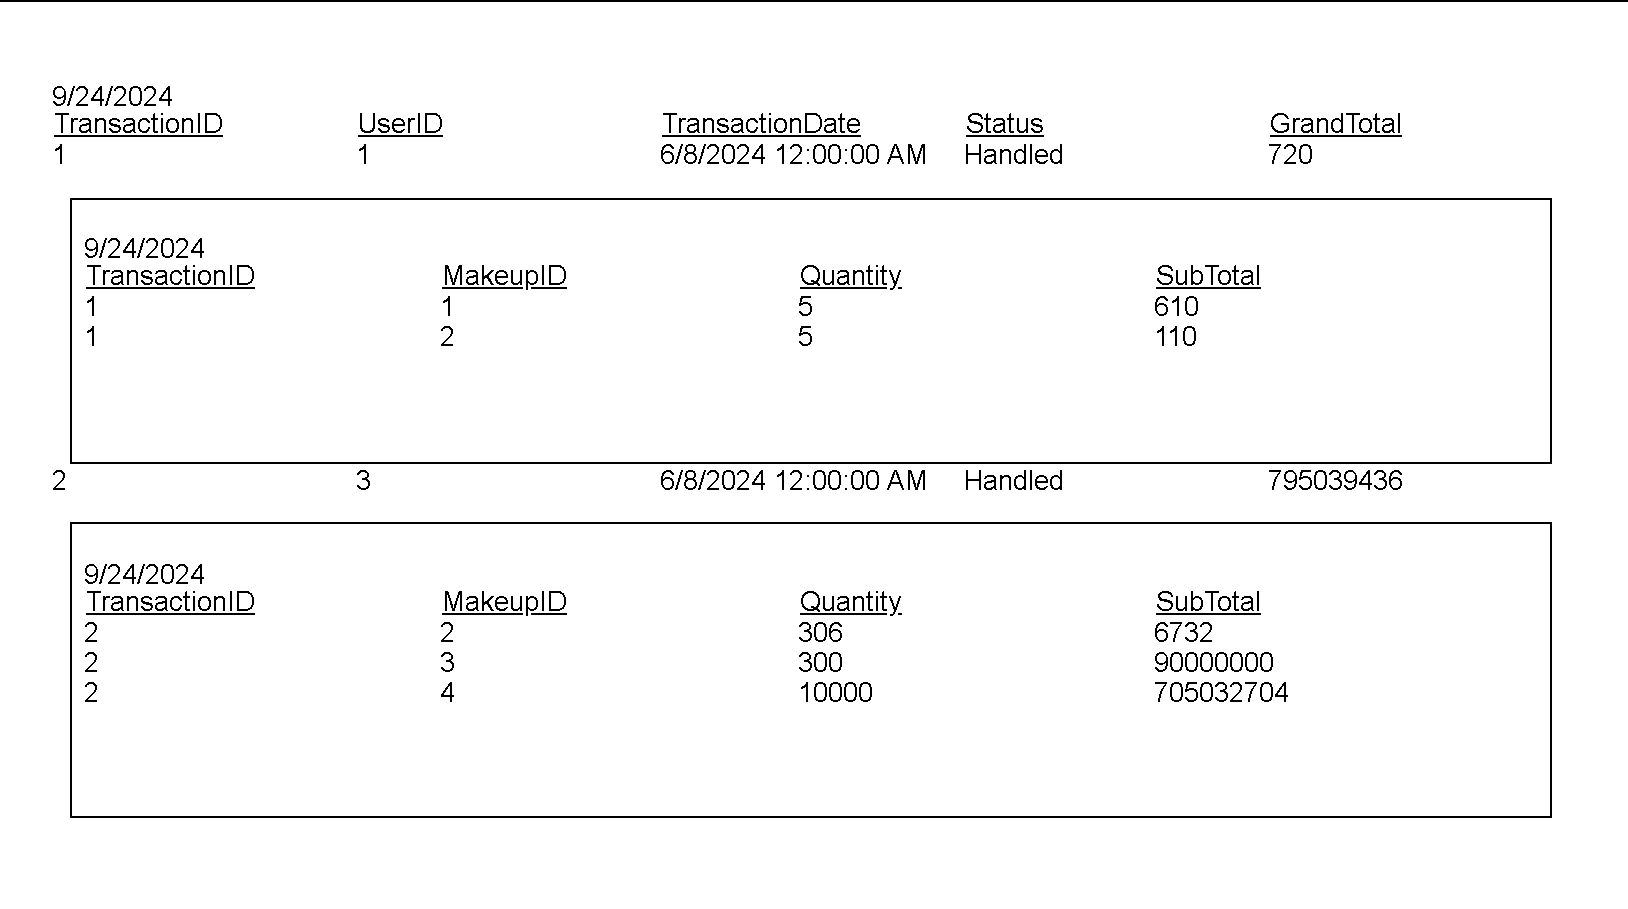 9/24/2024
TransactionID UserID TransactionDate Status GrandTotal
1 1 6/8/2024 12:00:00 AM Handled 720
9/24/2024
TransactionID MakeupID Quantity SubTotal
1 1 5 610
1 2 5 110
2 3 6/8/2024 12:00:00 AM Handled 795039436
9/24/2024
TransactionID MakeupID Quantity SubTotal
2 2 306 6732
2 3 300 90000000
2 4 10000 705032704